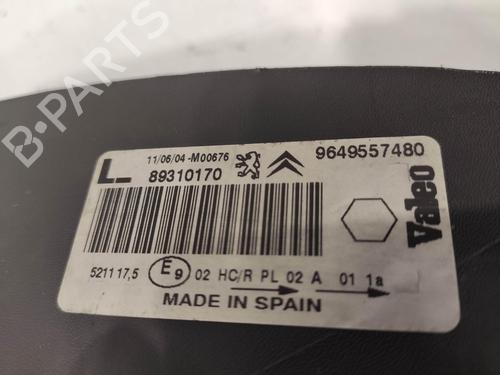 B-PARTS
11/06/04 -M00676
L_ 89310170
9649557480
Valeo
521117,5 E9 02 HC/R PL 02 A 01 1a
MADE IN SPAIN